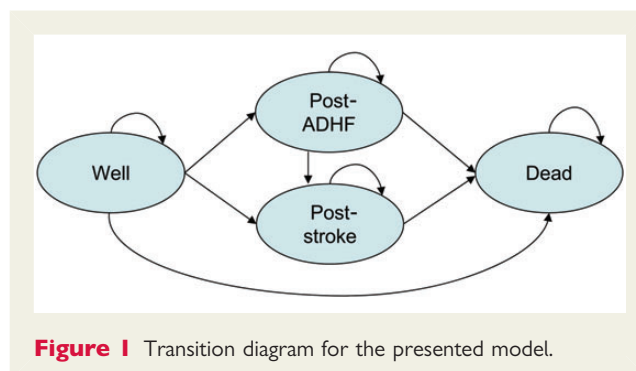 Post-
ADHF
Well
Dead
Post-
stroke
Figure 1 Transition diagram for the presented model.